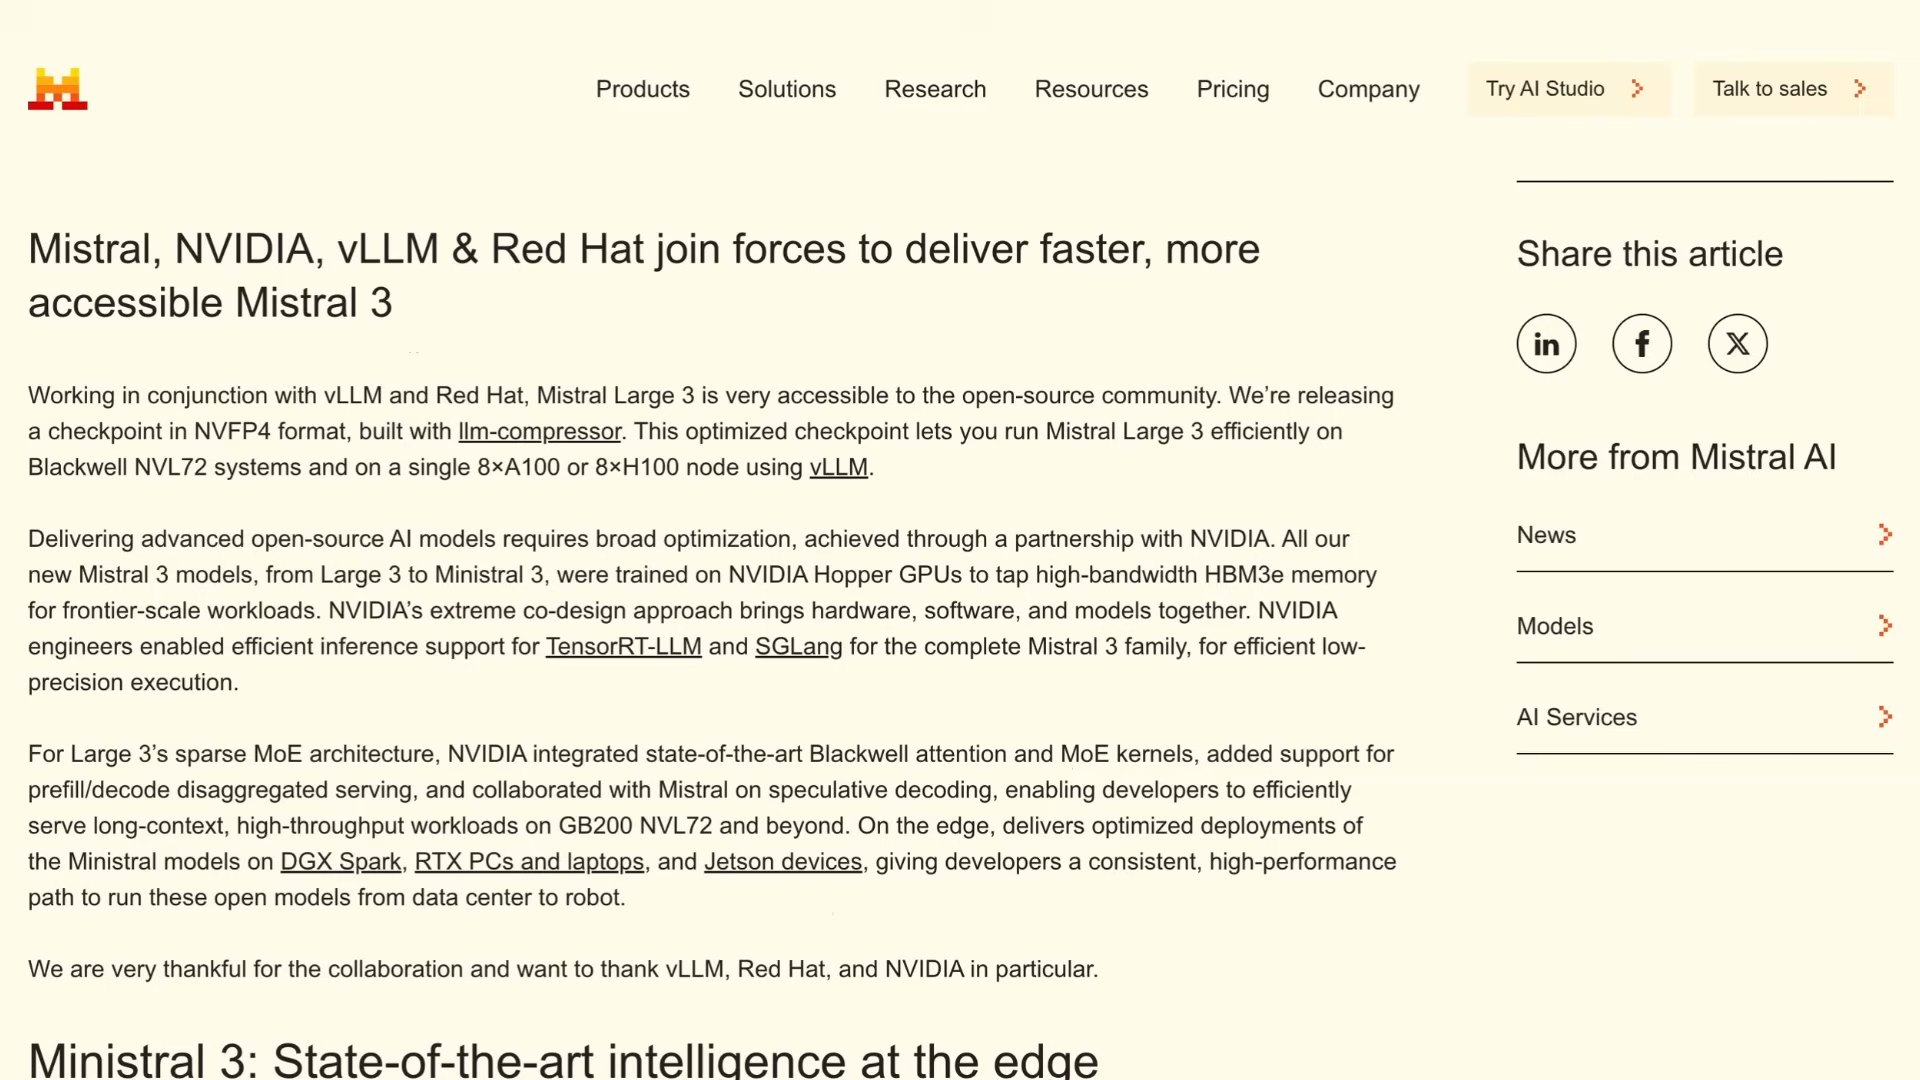 Products Solutions Research Resources Pricing Company Try AI Studio Talk to sales
Mistral, NVIDIA, vLLM & Red Hat join forces to deliver faster, more
accessible Mistral 3
Working in conjunction with vLLM and Red Hat, Mistral Large 3 is very accessible to the open-source community. We’re releasing
a checkpoint in NVFP4 format, built with llm-compressor. This optimized checkpoint lets you run Mistral Large 3 efficiently on
Blackwell NVL72 systems and on a single 8×A100 or 8×H100 node using vLLM.
Delivering advanced open-source AI models requires broad optimization, achieved through a partnership with NVIDIA. All our
new Mistral 3 models, from Large 3 to Ministral 3, were trained on NVIDIA Hopper GPUs to tap high-bandwidth HBM3e memory
for frontier-scale workloads. NVIDIA’s extreme co-design approach brings hardware, software, and models together. NVIDIA
engineers enabled efficient inference support for TensorRT-LLM and SGLang for the complete Mistral 3 family, for efficient low-
precision execution.
For Large 3’s sparse MoE architecture, NVIDIA integrated state-of-the-art Blackwell attention and MoE kernels, added support for
prefill/decode disaggregated serving, and collaborated with Mistral on speculative decoding, enabling developers to efficiently
serve long-context, high-throughput workloads on GB200 NVL72 and beyond. On the edge, delivers optimized deployments of
the Ministral models on DGX Spark, RTX PCs and laptops, and Jetson devices, giving developers a consistent, high-performance
path to run these open models from data center to robot.
We are very thankful for the collaboration and want to thank vLLM, Red Hat, and NVIDIA in particular.
Ministral 3: State-of-the-art intelligence at the edge
Share this article
in f X
More from Mistral AI
News
Models
AI Services